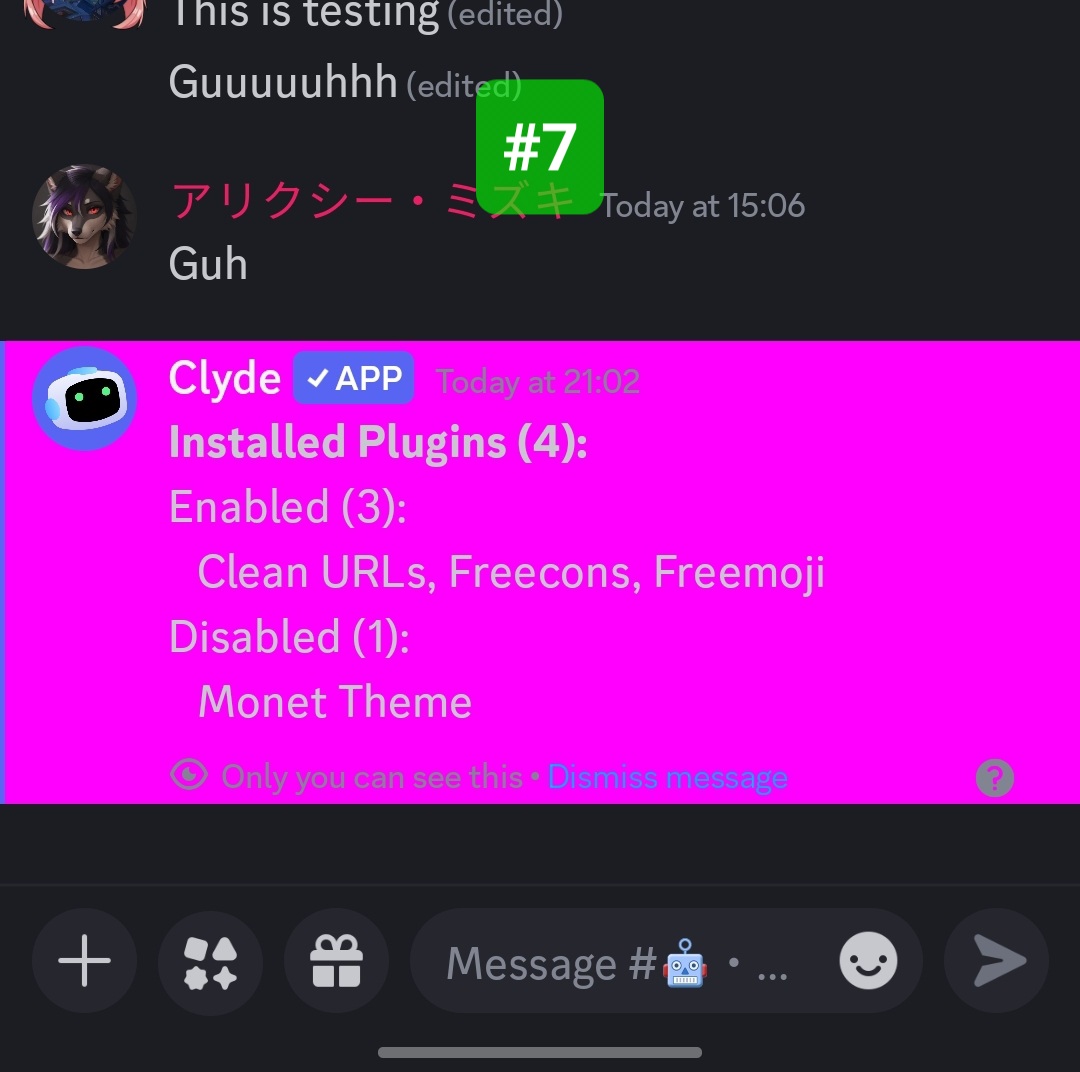 This is testing (edited)
Guuuuuhhh (edited)
#7
アリクシー・ミズキ Today at 15:06
Guh
Clyde ✓ APP Today at 21:02
Installed Plugins (4):
Enabled (3):
Clean URLs, Freecons, Freemoji
Disabled (1):
Monet Theme
Only you can see this • Dismiss message
?
Message #🤖 • ...